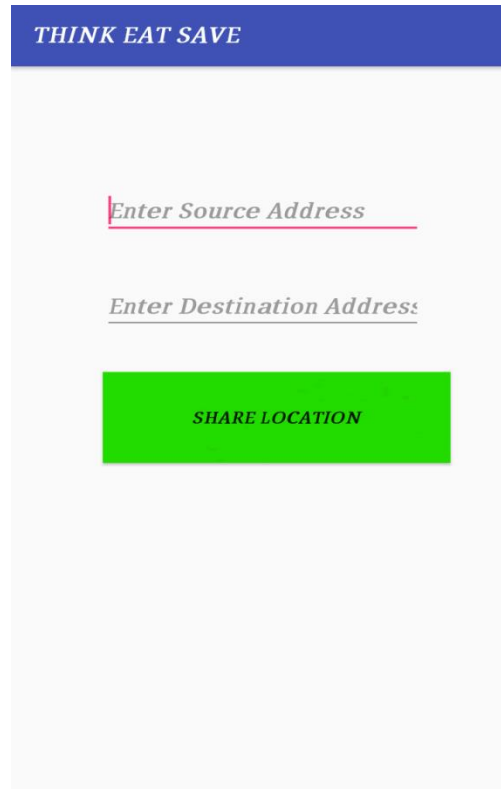 THINK EAT SAVE
Enter Source Address
Enter Destination Address
SHARE LOCATION